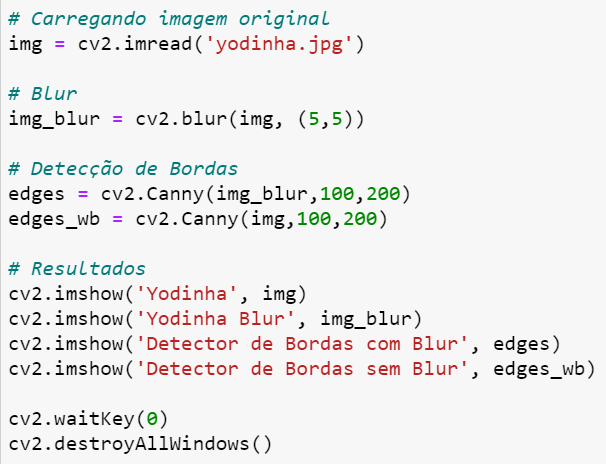 # Carregando imagem original
img = cv2.imread('yodinha.jpg')
# Blur
img_blur = cv2.blur(img, (5,5))
# Detecção de Bordas
edges = cv2.Canny(img_blur,100,200)
edges_wb = cv2.Canny(img,100,200)
# Resultados
cv2.imshow('Yodinha', img)
cv2.imshow('Yodinha Blur', img_blur)
cv2.imshow('Detector de Bordas com Blur', edges)
cv2.imshow('Detector de Bordas sem Blur', edges_wb)
cv2.waitKey(0)
cv2.destroyAllWindows()